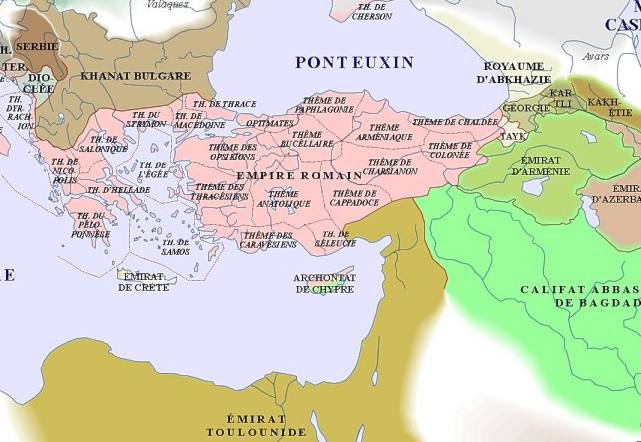 Valaques
TH. DE
CHERSON
SERBIE
H.
TER.
DIO-
CLÉE
KHANAT BULGARE
PONT EUXIN
ROYAUME
D'ABKHAZIE
Avars
M
CAS
KAR-
TLI
KAKH-
ÉTIE
GÉORGIE
TAYK
TH.
DYR-
RACH-
ION
TH. DU
STRYMON
TH. DE THRACE
TH. DE
MACÉDOINE
OPTIMATES
THÈME DE
PAPHLAGONIE
THÈME
BUCÉLLAIRE
THÈME
ARMÉNIAQUE
THÈME DE CHALDÉE
THÈME DE
COLONÉE
TH. DE
SALONIQUE
THÈME DES
OPSIKIONS
THÈME DE
CHARSIANON
ÉMIRAT
D'ARMÉNIE
TH. DE
NICO-
POLIS
TH. DE
L'ÉGÉE
EMPIRE ROMAIN
TH. D'HELLADE
THÈME DES
THRACÉSIENS
THÈME
ANATOLIQUE
THÈME DE
CAPPADOCE
ÉMIR
D'AZERBA
TH. DU
PÉLO-
PONNÈSE
TH. DE
SAMOS
THÈME DES
CARAVÉSIENS
TH. DE
SÉLEUCIE
RE
ÉMIRAT
DE CRÈTE
ARCHONTAT
DE CHYPRE
CALIFAT ABBAS
DE BAGDAD
ÉMIRAT
TOULOUNIDE